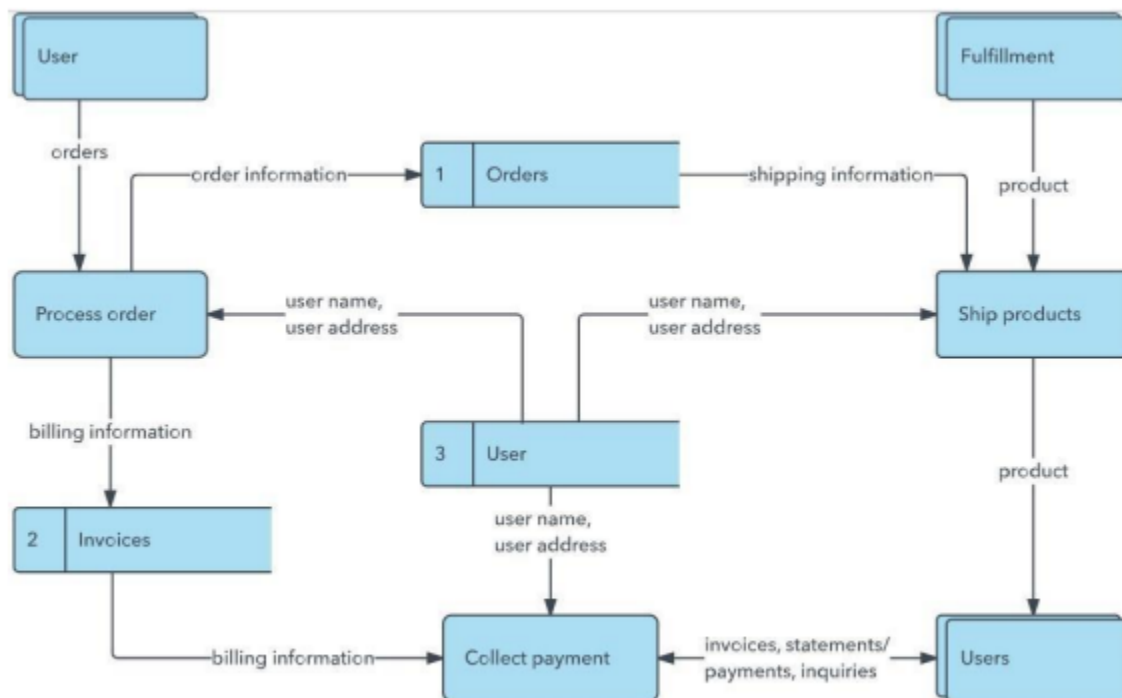 User
Fulfillment
orders
order information
1
Orders
shipping information
product
Process order
user name,
user address
user name,
user address
Ship products
billing information
3
User
product
2
Invoices
user name,
user address
billing information
Collect payment
invoices, statements/
payments, inquiries
Users